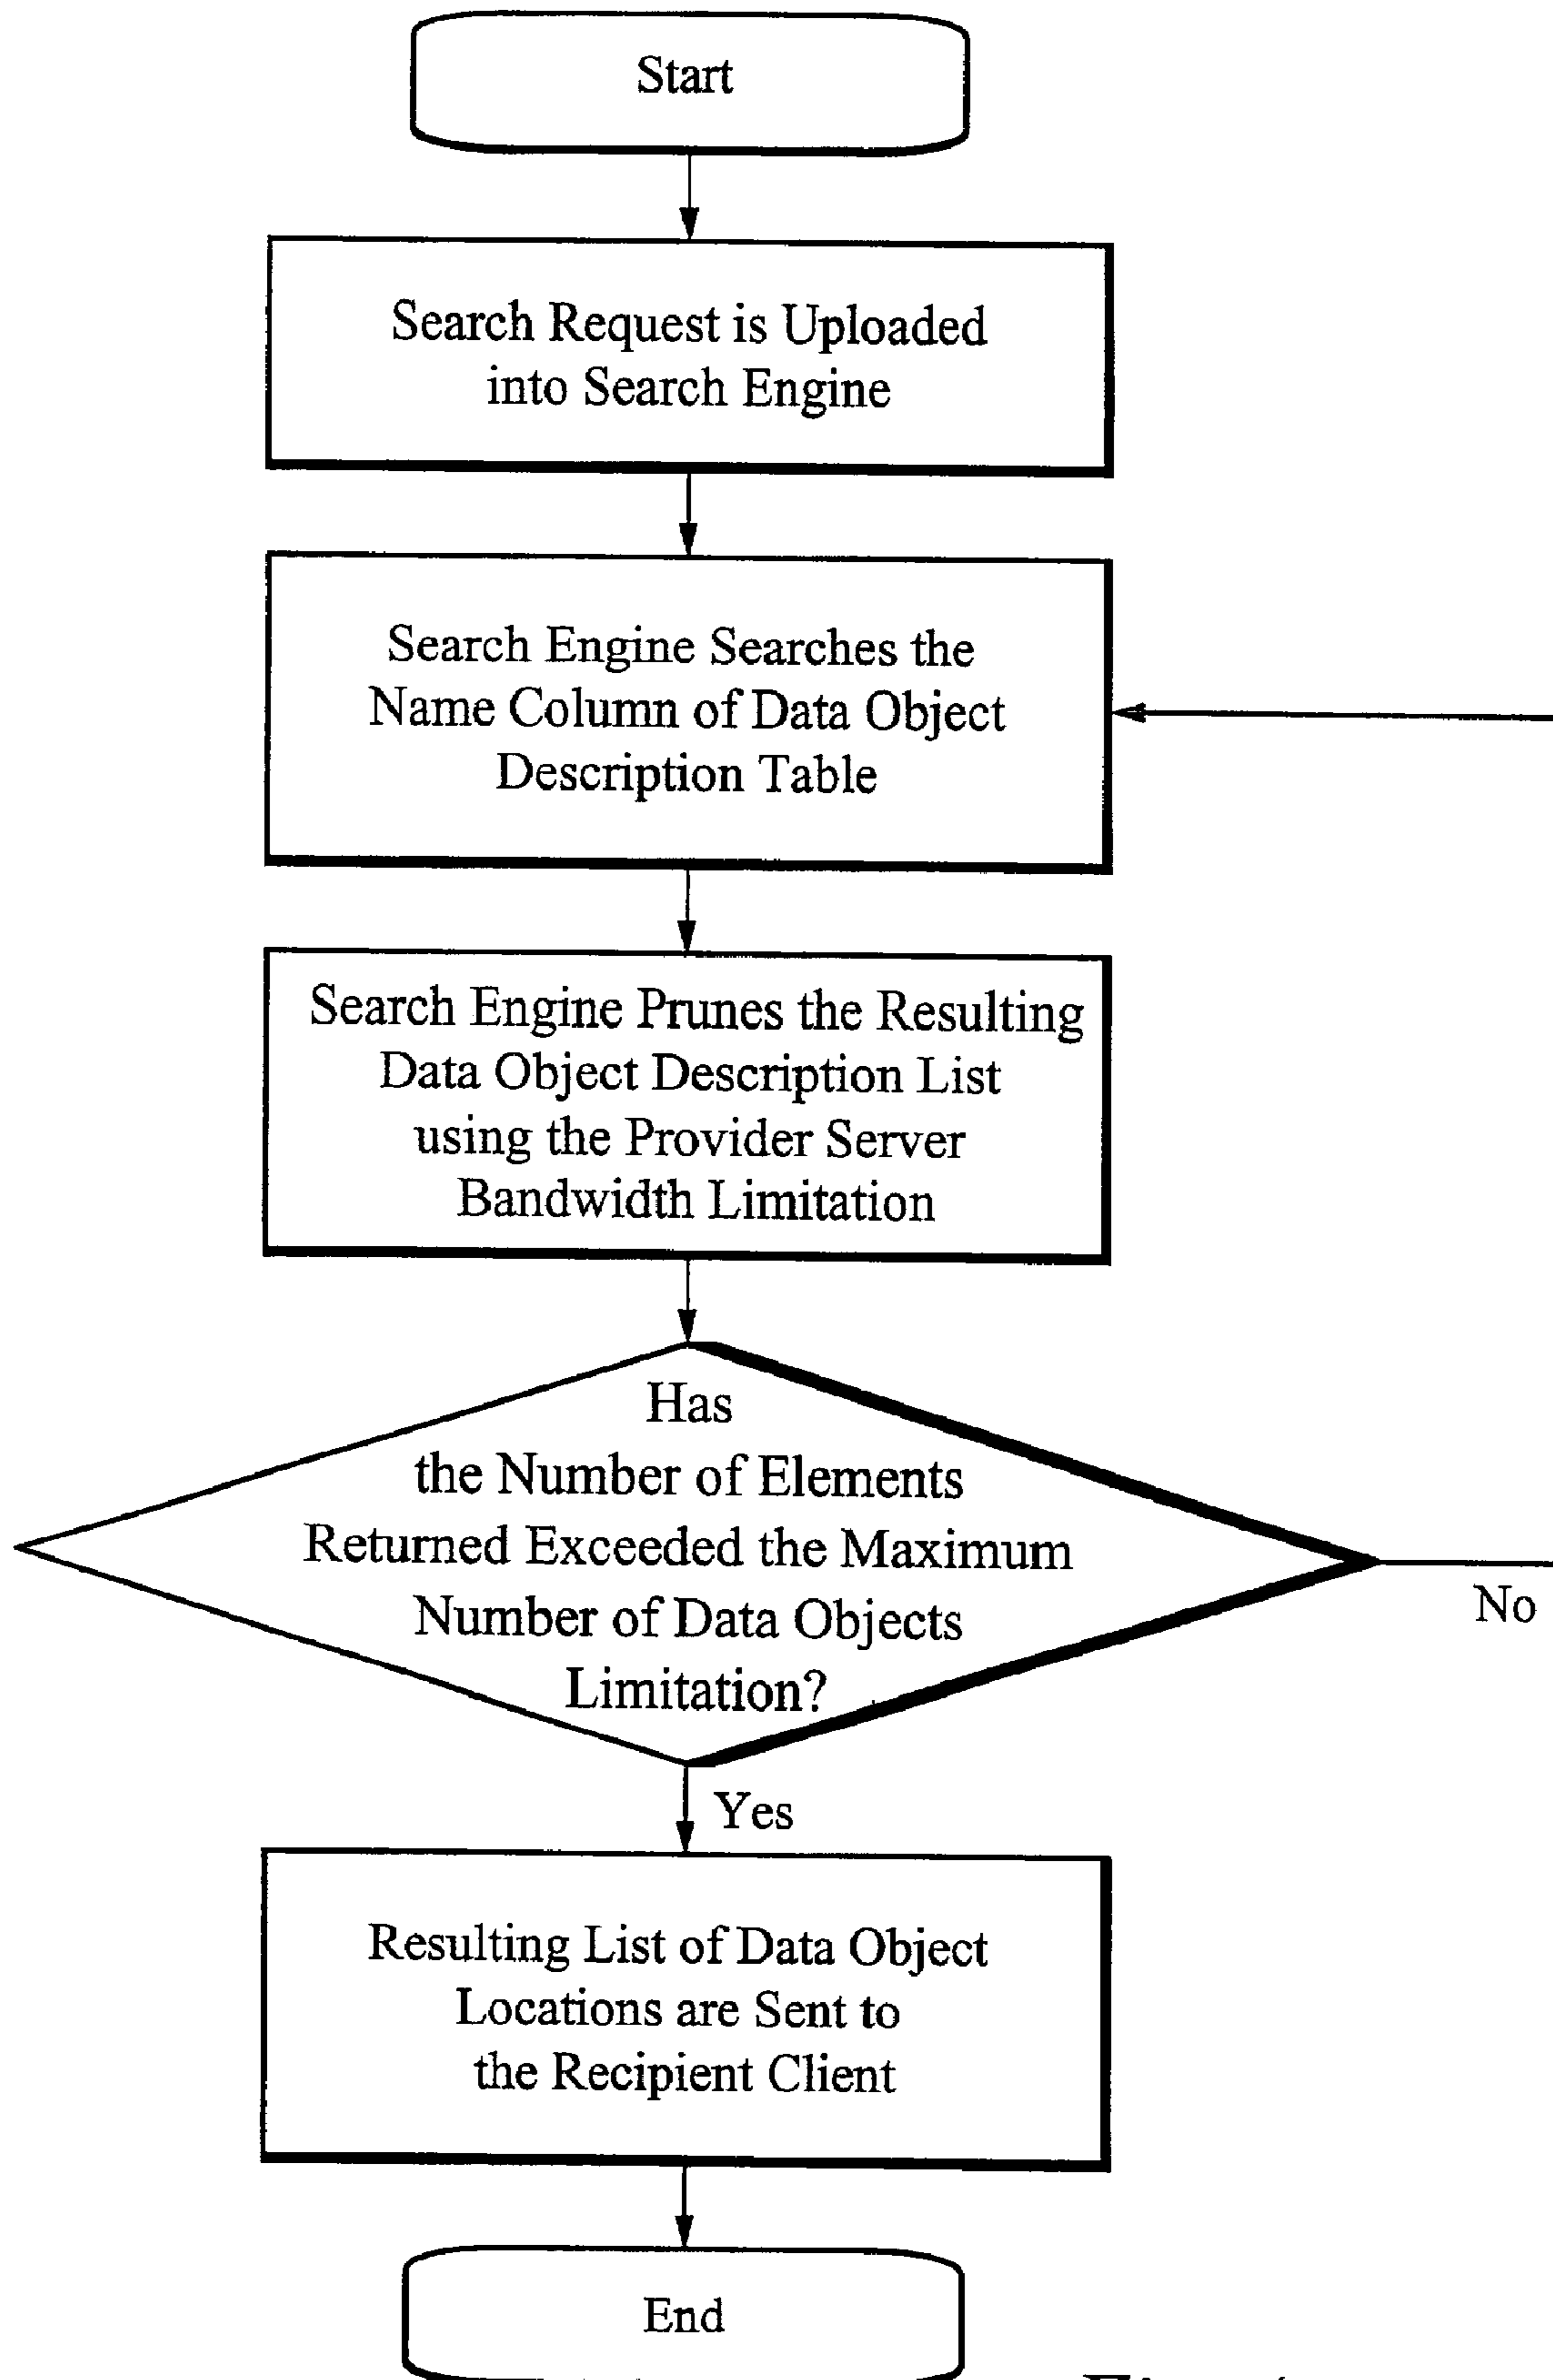 Start
Search Request is Uploaded
into Search Engine
Search Engine Searches the
Name Column of Data Object
Description Table
Search Engine Prunes the Resulting
Data Object Description List
using the Provider Server
Bandwidth Limitation
Has
the Number of Elements
Returned Exceeded the Maximum
Number of Data Objects
Limitation?
No
Yes
Resulting List of Data Object
Locations are Sent to
the Recipient Client
End